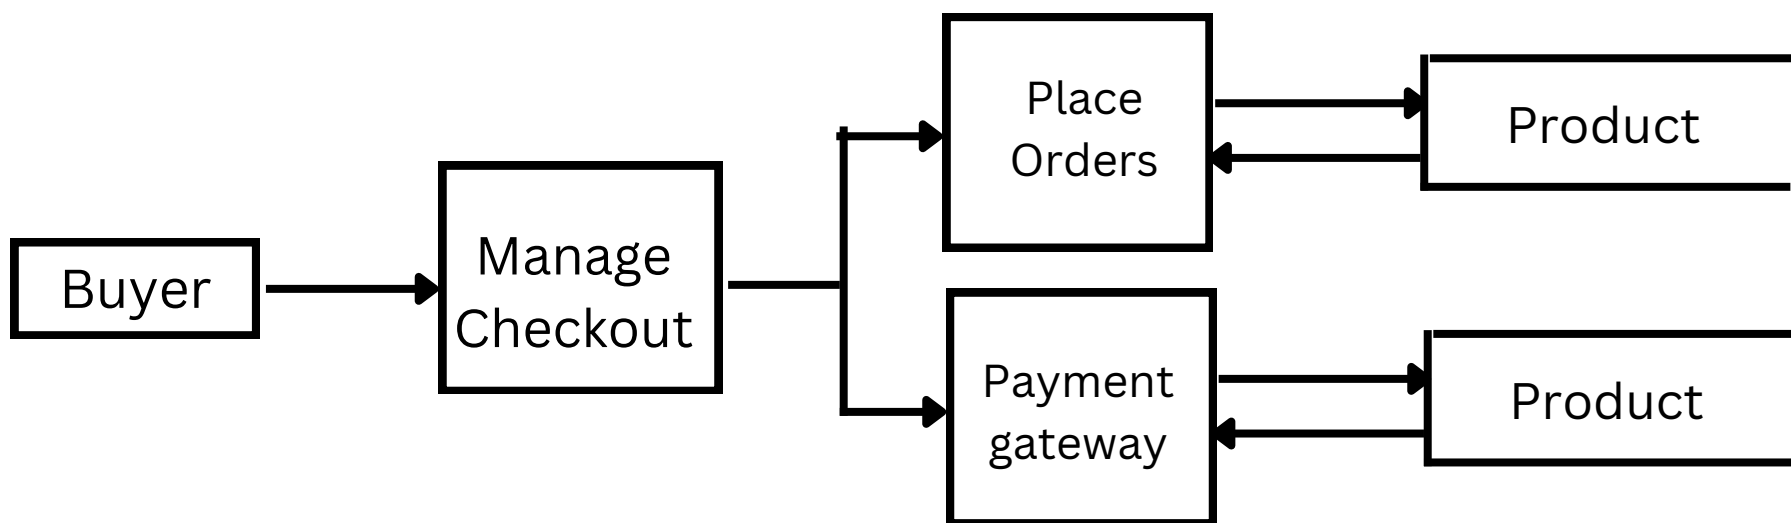 Buyer
Manage
Checkout
Place
Orders
Product
Payment
gateway
Product